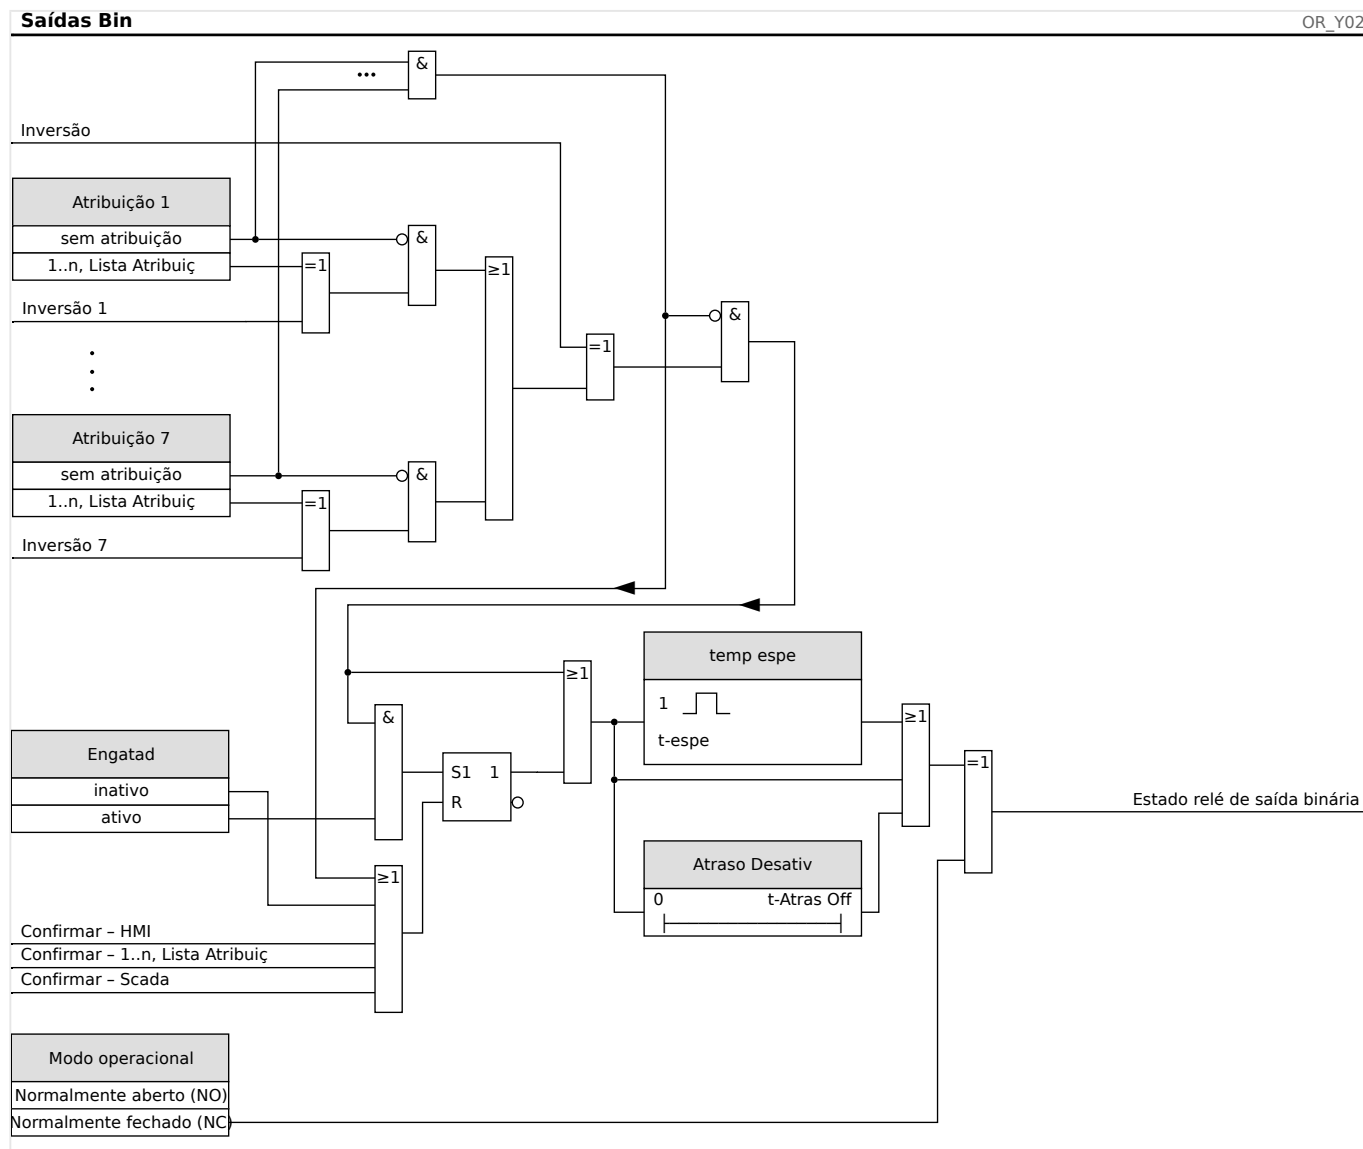 Saídas Bin
OR_Y02
&
...
Inversão
Atribuição 1
sem atribuição
1..n, Lista Atribuiç
=1
&
≥1
Inversão 1
=1
&
Atribuição 7
sem atribuição
1..n, Lista Atribuiç
=1
&
Inversão 7
temp espe
1
t-espe
≥1
&
≥1
=1
Engatad
inativo
ativo
S1 1
R
Estado relé de saída binária
Atraso Desativ
0 t-Atras Off
≥1
Confirmar – HMI
Confirmar – 1..n, Lista Atribuiç
Confirmar – Scada
Modo operacional
Normalmente aberto (NO)
Normalmente fechado (NC)